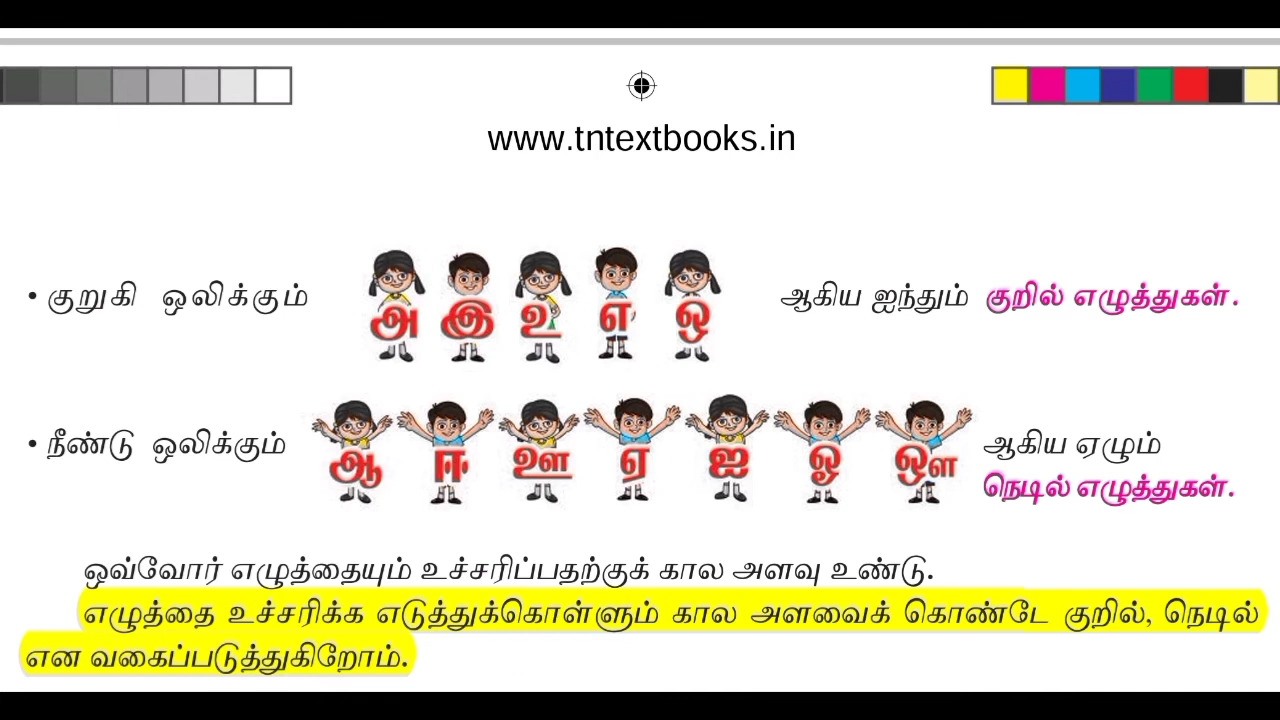 www.tntextbooks.in
• குறுகி ஒலிக்கும் அ இ உ எ ஒ ஆகிய ஐந்தும் குறில் எழுத்துகள்.
• நீண்டு ஒலிக்கும் ஆ ஈ ஊ ஏ ஐ ஓ ஔ ஆகிய ஏழும்
நெடில் எழுத்துகள்.
ஒவ்வோர் எழுத்தையும் உச்சரிப்பதற்குக் கால அளவு உண்டு.
எழுத்தை உச்சரிக்க எடுத்துக்கொள்ளும் கால அளவைக் கொண்டே குறில், நெடில்
என வகைப்படுத்துகிறோம்.